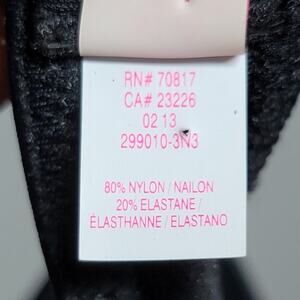 RN# 70817
CA# 23226
02 13
299010-3N3
80% NYLON / NAILON
20% ELASTANE /
ÉLASTHANNE / ELASTANO